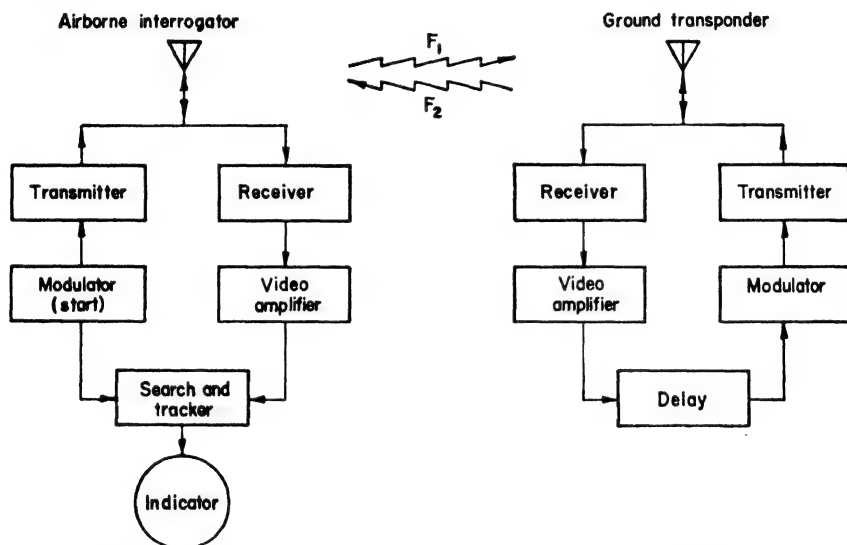 Airborne interrogator
Ground transponder
F1
F2
Transmitter
Receiver
Receiver
Transmitter
Modulator
(start)
Video
amplifier
Video
amplifier
Modulator
Search and
tracker
Delay
Indicator